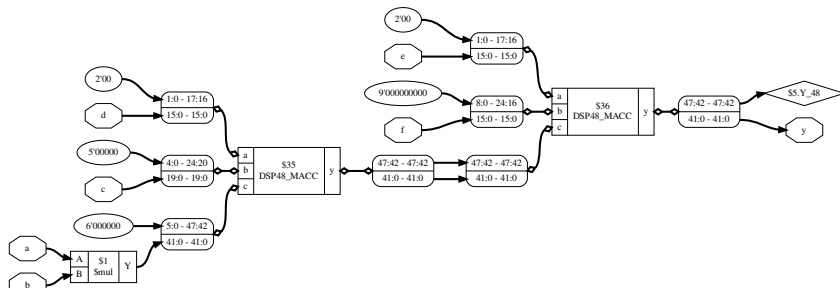 2'00
1:0 - 17:16
e
15:0 - 15:0
9'000000000
8:0 - 24:16
f
15:0 - 15:0
a
b
c
$36
DSP48_MACC
y
47:42 - 47:42
41:0 - 41:0
$5.Y_48
y
2'00
1:0 - 17:16
d
15:0 - 15:0
5'00000
4:0 - 24:20
c
19:0 - 19:0
a
b
c
$35
DSP48_MACC
y
47:42 - 47:42
41:0 - 41:0
47:42 - 47:42
41:0 - 41:0
6'000000
5:0 - 47:42
41:0 - 41:0
a
b
A
B
$1
$mul
Y